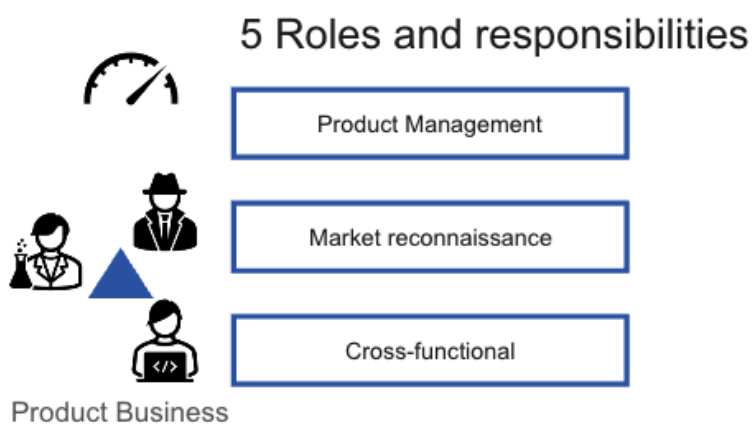 5 Roles and responsibilities
Product Management
Market reconnaissance
</>
Cross-functional
Product Business